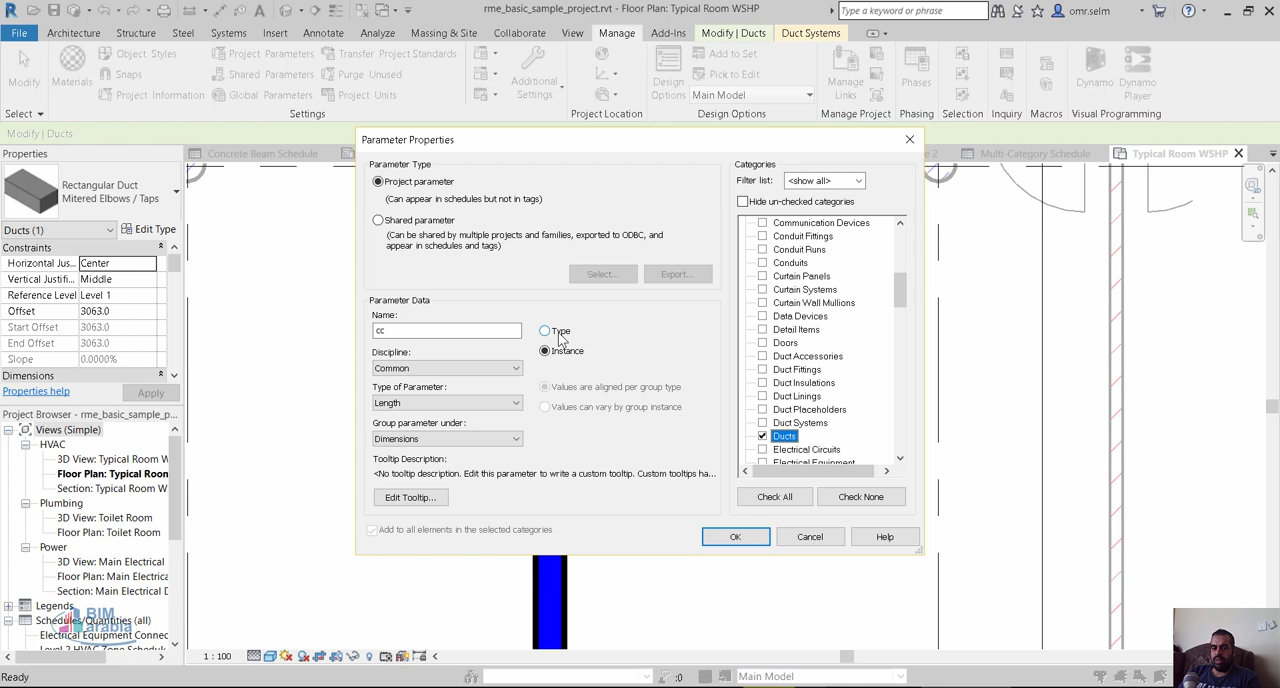 rme_basic_sample_project.rvt - Floor Plan: Typical Room WSHP
Type a keyword or phrase
omr.selm
File Architecture Structure Steel Systems Insert Annotate Analyze Massing & Site Collaborate View Manage Add-Ins Modify | Ducts Duct Systems
Modify
Materials
Object Styles
Snaps
Project Information
Project Parameters
Shared Parameters
Global Parameters
Transfer Project Standards
Purge Unused
Project Units
Additional
Settings
Design
Options
Add to Set
Pick to Edit
Main Model
Manage
Links
Phases
Dynamo
Dynamo
Player
Select
Settings
Project Location
Design Options
Manage Project
Phasing
Selection
Inquiry
Macros
Visual Programming
Modify | Ducts
Properties
Concrete Beam Schedule
2
Multi-Category Schedule
Typical Room WSHP
Rectangular Duct
Mitered Elbows / Taps
Ducts (1)
Edit Type
Constraints
Horizontal Jus... Center
Vertical Justifi... Middle
Reference Level Level 1
Offset 3063.0
Start Offset 3063.0
End Offset 3063.0
Slope 0.0000%
Dimensions
Properties help
Apply
Project Browser - rme_basic_sample_p...
Views (Simple)
HVAC
3D View: Typical Room W
Floor Plan: Typical Room
Section: Typical Room W
Plumbing
3D View: Toilet Room
Floor Plan: Toilet Room
Power
3D View: Main Electrical
Floor Plan: Main Electrica
Section: Main Electrical D
Legends
Schedules/Quantities (all)
Electrical Equipment Connec
Level 2 HVAC Zone Schedul
BIM
arabia
Parameter Properties
Parameter Type
Project parameter
(Can appear in schedules but not in tags)
Shared parameter
(Can be shared by multiple projects and families, exported to ODBC, and
appear in schedules and tags)
Select...
Export...
Parameter Data
Name:
cc
Type
Instance
Discipline:
Common
Type of Parameter:
Length
Values are aligned per group type
Values can vary by group instance
Group parameter under:
Dimensions
Tooltip Description:
<No tooltip description. Edit this parameter to write a custom tooltip. Custom tooltips ha...
Edit Tooltip...
Add to all elements in the selected categories
Categories
Filter list: <show all>
Hide un-checked categories
Communication Devices
Conduit Fittings
Conduit Runs
Conduits
Curtain Panels
Curtain Systems
Curtain Wall Mullions
Data Devices
Detail Items
Doors
Duct Accessories
Duct Fittings
Duct Insulations
Duct Linings
Duct Placeholders
Duct Systems
Ducts
Electrical Circuits
Electrical Equipment
Check All
Check None
OK
Cancel
Help
1 : 100
Ready
:0
Main Model